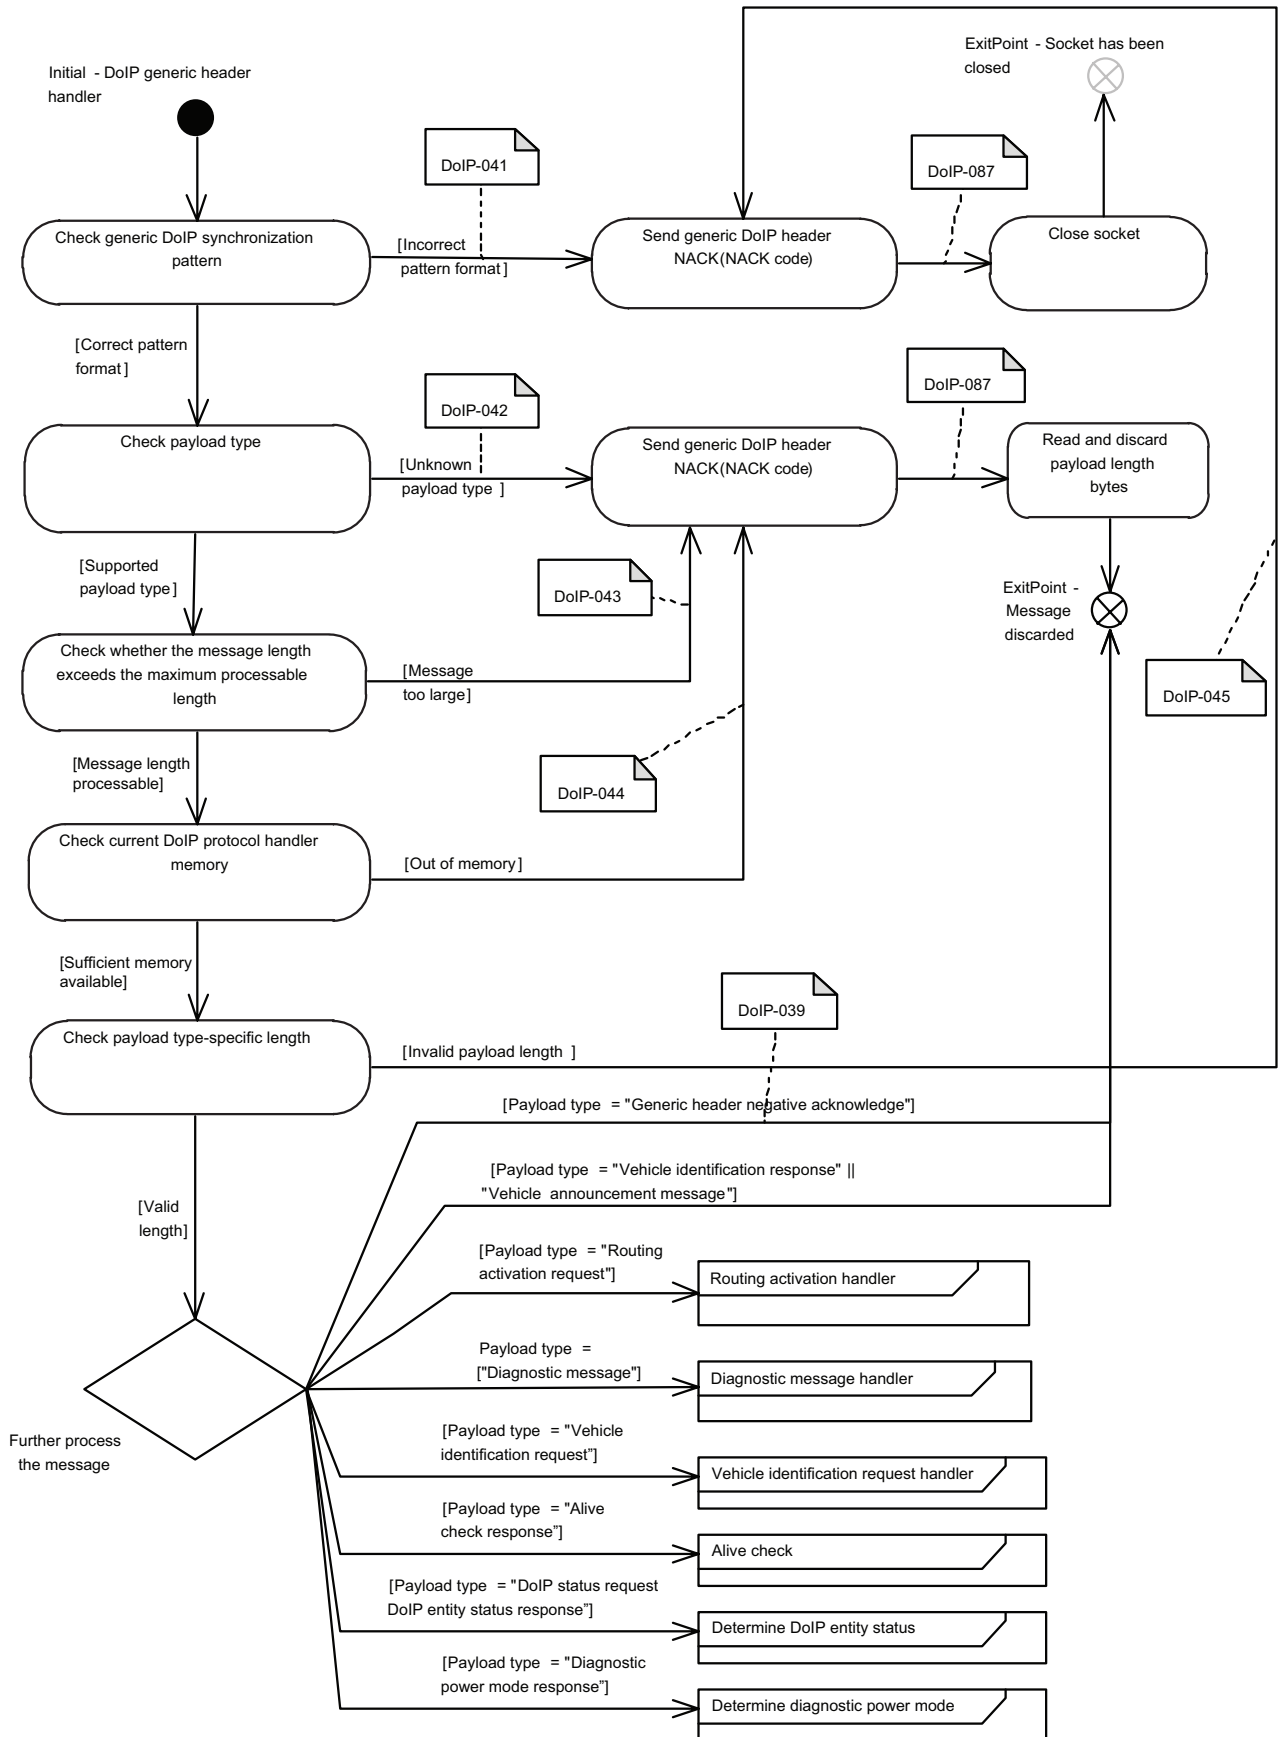 ExitPoint - Socket has been
closed
Initial - DoIP generic header
handler
DoIP-041
DoIP-087
Check generic DoIP synchronization
pattern
[Incorrect
pattern format]
Send generic DoIP header
NACK(NACK code)
Close socket
[Correct pattern
format]
DoIP-042
DoIP-087
Check payload type
[Unknown
payload type ]
Send generic DoIP header
NACK(NACK code)
Read and discard
payload length
bytes
[Supported
payload type]
DoIP-043
ExitPoint -
Message
discarded
Check whether the message length
exceeds the maximum processable
length
[Message
too large]
DoIP-045
[Message length
processable]
DoIP-044
Check current DoIP protocol handler
memory
[Out of memory]
[Sufficient memory
available]
DoIP-039
Check payload type-specific length
[Invalid payload length ]
[Payload type = "Generic header negative acknowledge"]
[Payload type = "Vehicle identification response" ||
"Vehicle announcement message"]
[Valid
length]
[Payload type = "Routing
activation request"]
Routing activation handler
Payload type =
["Diagnostic message"]
Diagnostic message handler
Further process
the message
[Payload type = "Vehicle
identification request”]
Vehicle identification request handler
[Payload type = "Alive
check response”]
Alive check
[Payload type = "DoIP status request
DoIP entity status response”]
Determine DoIP entity status
[Payload type = "Diagnostic
power mode response”]
Determine diagnostic power mode